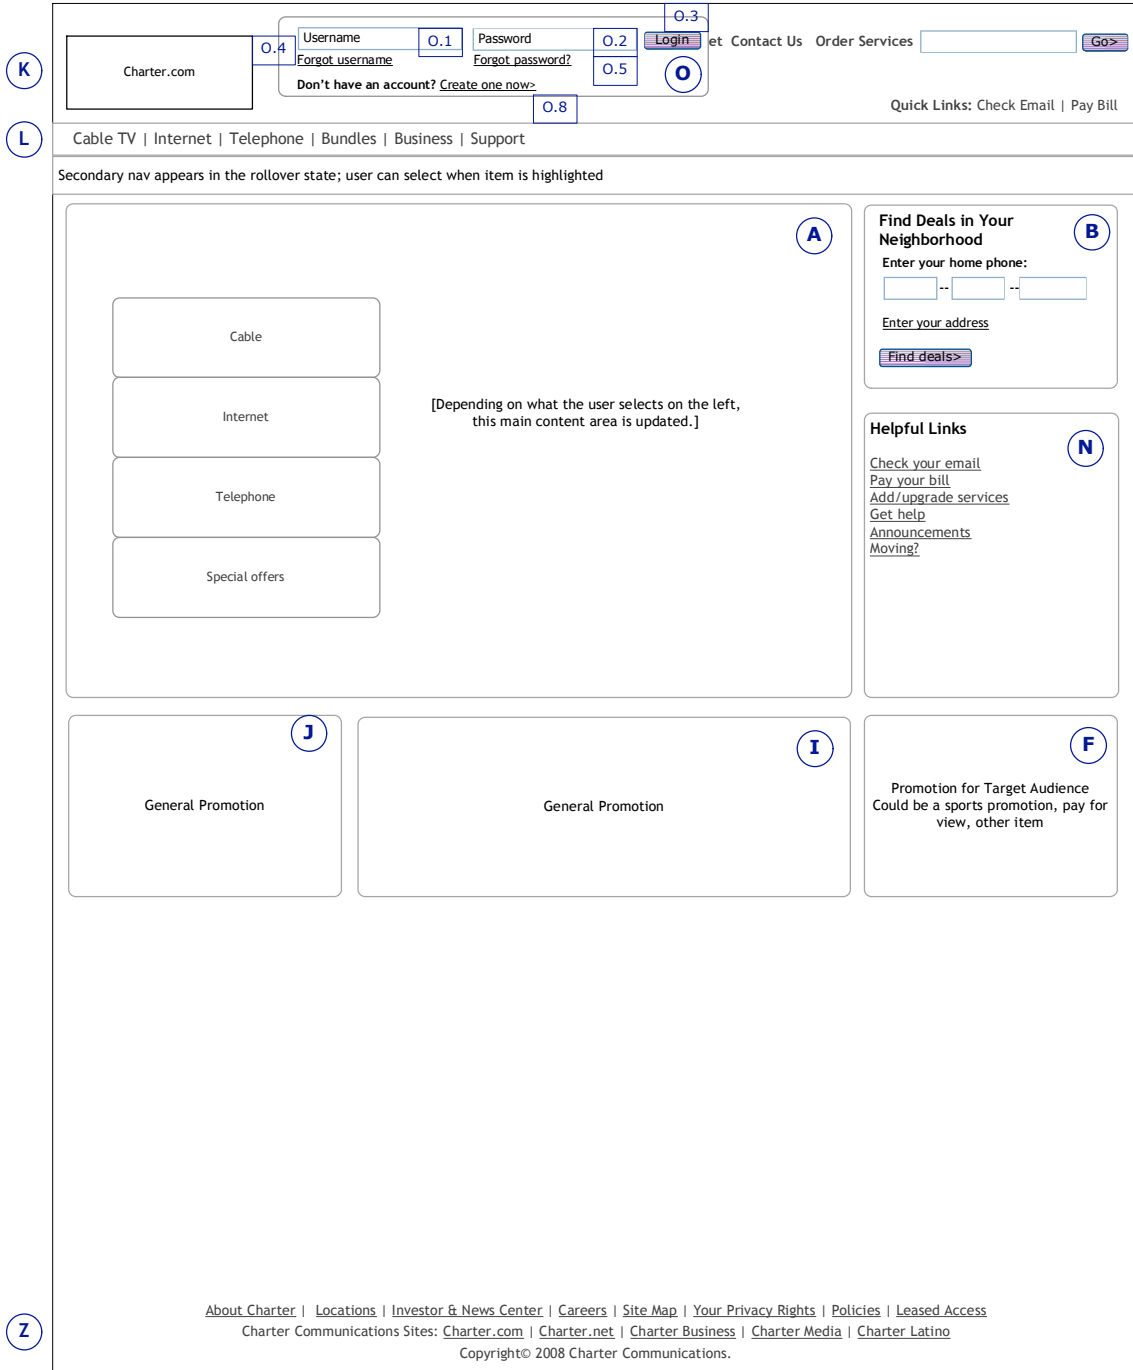 O.3
K
Charter.com
O.4
Username
O.1
Password
O.2
Login
et Contact Us Order Services
Go>
Forgot username
Forgot password?
O.5
O
Don't have an account? Create one now>
O.8
Quick Links: Check Email | Pay Bill
L
Cable TV | Internet | Telephone | Bundles | Business | Support
Secondary nav appears in the rollover state; user can select when item is highlighted
A
Cable
Internet
Telephone
Special offers
[Depending on what the user selects on the left,
this main content area is updated.]
Find Deals in Your
Neighborhood
B
Enter your home phone:
-- --
Enter your address
Find deals>
Helpful Links
N
Check your email
Pay your bill
Add/upgrade services
Get help
Announcements
Moving?
J
General Promotion
I
General Promotion
F
Promotion for Target Audience
Could be a sports promotion, pay for
view, other item
Z
About Charter | Locations | Investor & News Center | Careers | Site Map | Your Privacy Rights | Policies | Leased Access
Charter Communications Sites: Charter.com | Charter.net | Charter Business | Charter Media | Charter Latino
Copyright© 2008 Charter Communications.